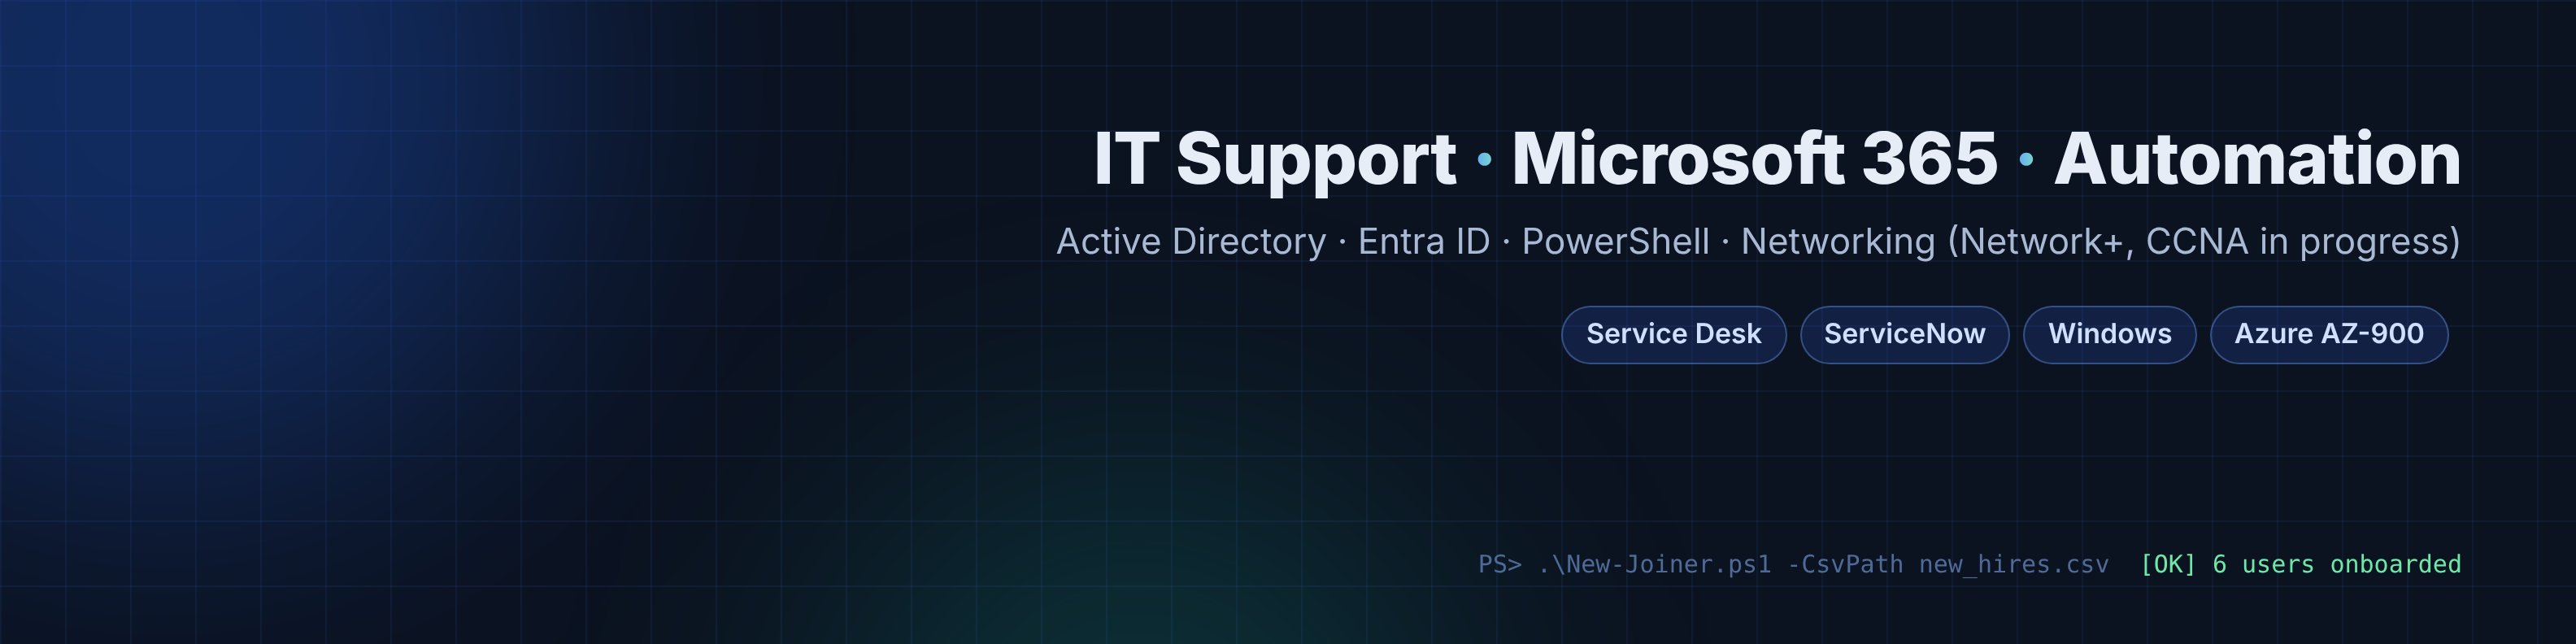 IT Support · Microsoft 365 · Automation
Active Directory · Entra ID · PowerShell · Networking (Network+, CCNA in progress)
Service Desk ServiceNow Windows Azure AZ-900
PS> .\New-Joiner.ps1 -CsvPath new_hires.csv [OK] 6 users onboarded